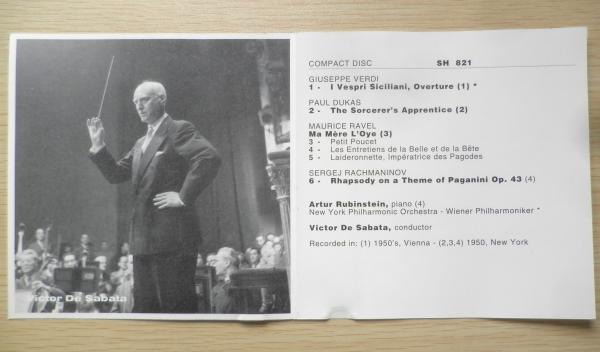 Victor De Sabata
COMPACT DISC SH 821
GIUSEPPE VERDI
1 - I Vespri Siciliani, Overture (1) *
PAUL DUKAS
2 - The Sorcerer's Apprentice (2)
MAURICE RAVEL
Ma Mère L'Oye (3)
3 - Petit Poucet
4 - Les Entretiens de la Belle et de la Bête
5 - Laideronnette, Impératrice des Pagodes
SERGEJ RACHMANINOV
6 - Rhapsody on a Theme of Paganini Op. 43 (4)
Artur Rubinstein, piano (4)
New York Philharmonic Orchestra - Wiener Philharmoniker *
Victor De Sabata, conductor
Recorded in: (1) 1950's, Vienna - (2,3,4) 1950, New York